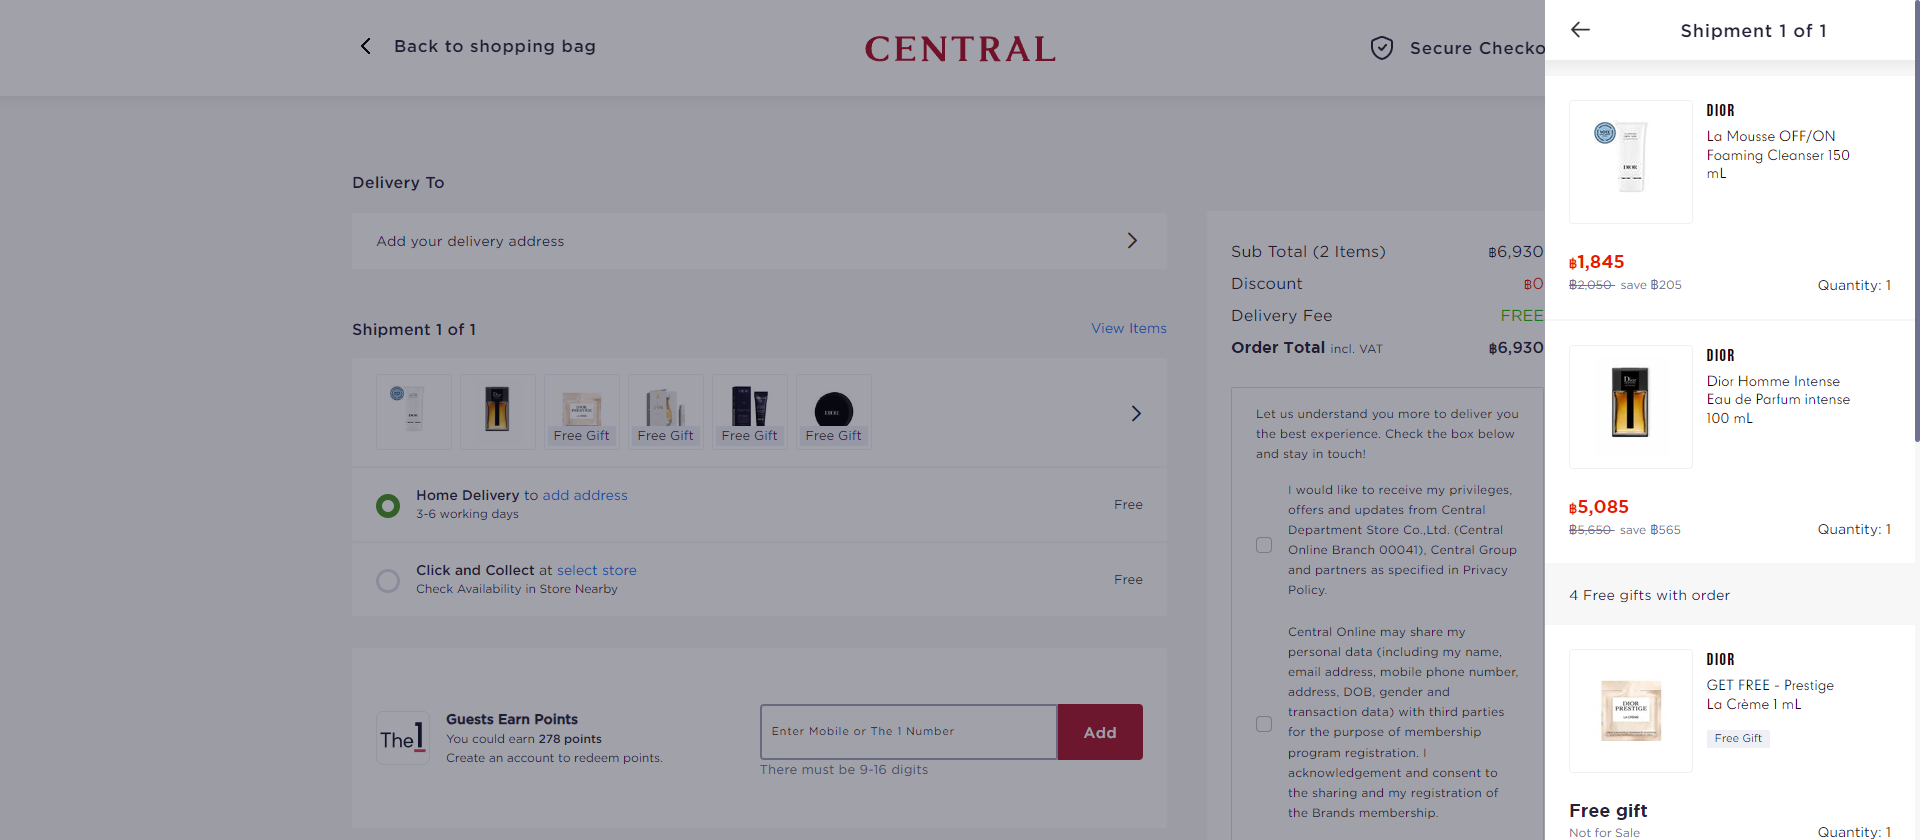 Back to shopping bag
CENTRAL
Secure Checko
Delivery To
Add your delivery address
Shipment 1 of 1
View Items
Free Gift
Free Gift
Free Gift
Free Gift
Home Delivery to add address
3-6 working days
Free
Click and Collect at select store
Check Availability in Store Nearby
Free
The1
Guests Earn Points
You could earn 278 points
Create an account to redeem points.
Enter Mobile or The 1 Number
Add
There must be 9-16 digits
Sub Total (2 Items) ฿6,930
Discount ฿0
Delivery Fee FREE
Order Total incl. VAT ฿6,930
Let us understand you more to deliver you
the best experience. Check the box below
and stay in touch!
I would like to receive my privileges,
offers and updates from Central
Department Store Co.,Ltd. (Central
Online Branch 00041), Central Group
and partners as specified in Privacy
Policy.
Central Online may share my
personal data (including my name,
email address, mobile phone number,
address, DOB, gender and
transaction data) with third parties
for the purpose of membership
program registration. I
acknowledgement and consent to
the sharing and my registration of
the Brands membership.
Shipment 1 of 1
DIOR
DIOR
La Mousse OFF/ON
Foaming Cleanser 150
mL
฿1,845
฿2,050 save ฿205
Quantity: 1
Dior
DIOR
Dior Homme Intense
Eau de Parfum intense
100 mL
฿5,085
฿5,650 save ฿565
Quantity: 1
4 Free gifts with order
DIOR
PRESTIGE
LA CRÈME
DIOR
GET FREE - Prestige
La Crème 1 mL
Free Gift
Free gift
Not for Sale
Quantity: 1